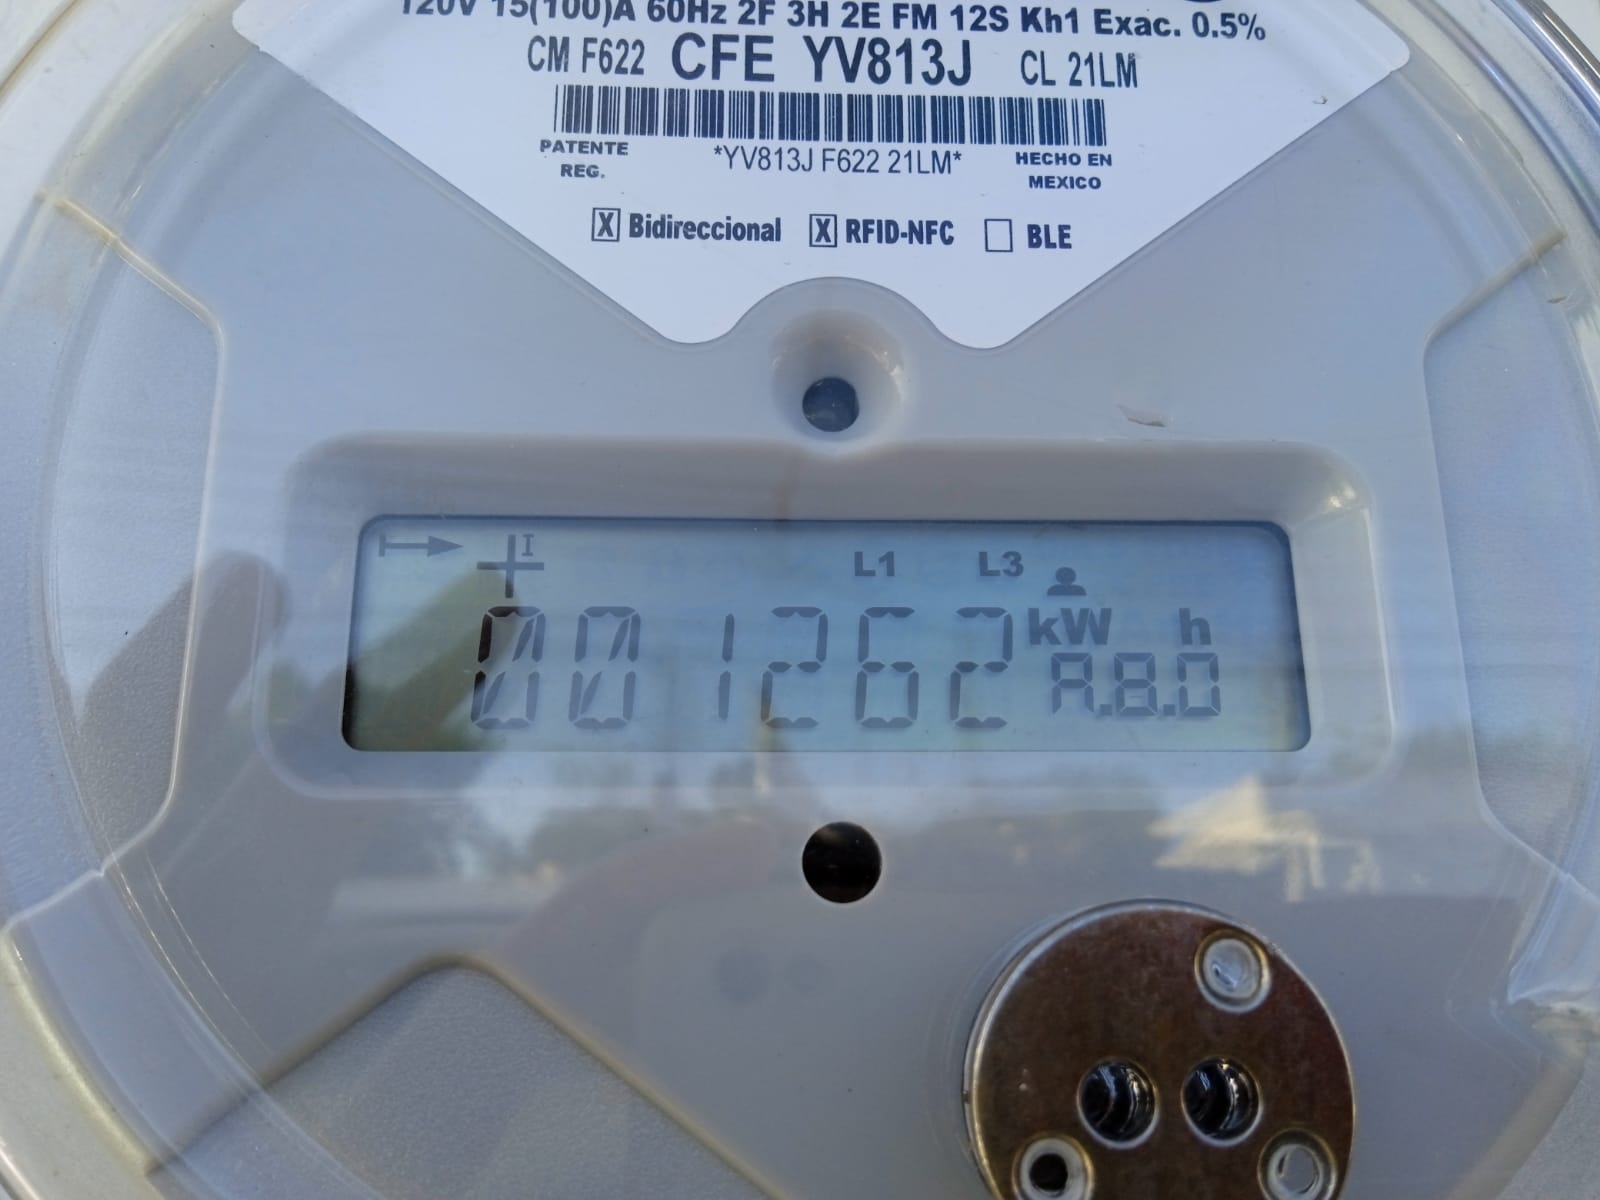 120V 15(100)A 60Hz 2F 3H 2E FM 12S Kh1 Exac. 0.5%
CM F622 CFE YV813J CL 21LM
PATENTE REG. *YV813J F622 21LM* HECHO EN MEXICO
X Bidireccional X RFID-NFC BLE
I L1 L3
001262 kW h
A.8.0